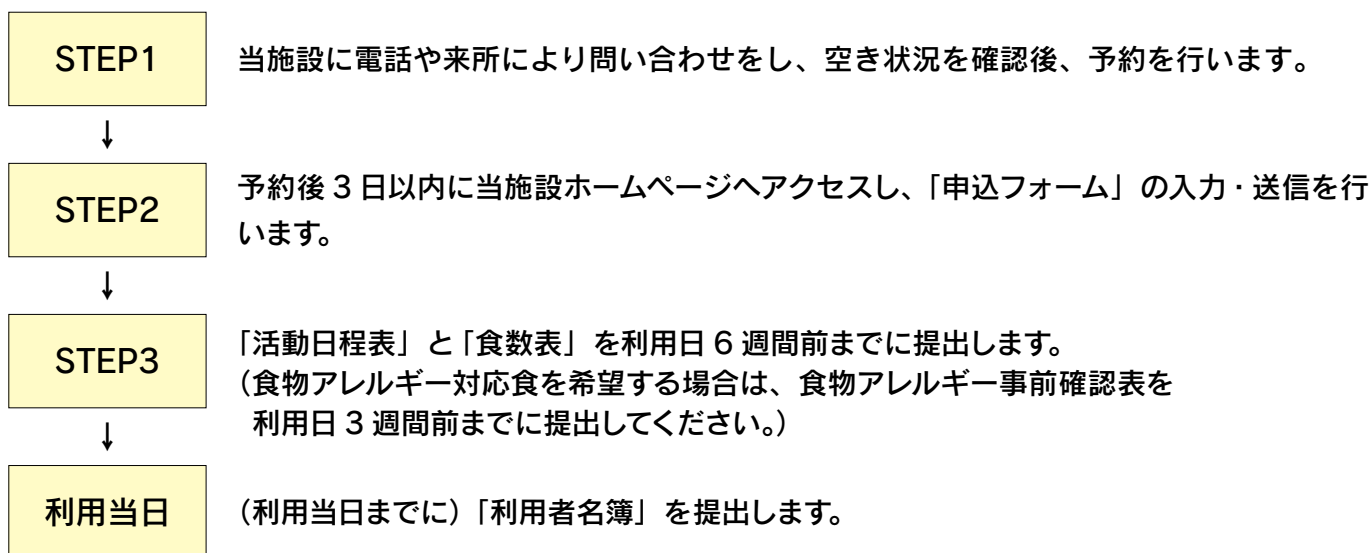 STEP1
当施設に電話や来所により問い合わせをし、空き状況を確認後、予約を行います。
↓
STEP2
予約後3日以内に当施設ホームページへアクセスし、「申込フォーム」の入力・送信を行
います。
↓
STEP3
「活動日程表」と「食数表」を利用日6週間前までに提出します。
(食物アレルギー対応食を希望する場合は、食物アレルギー事前確認表を
利用日3週間前までに提出してください。)
↓
利用当日
(利用当日までに)「利用者名簿」を提出します。